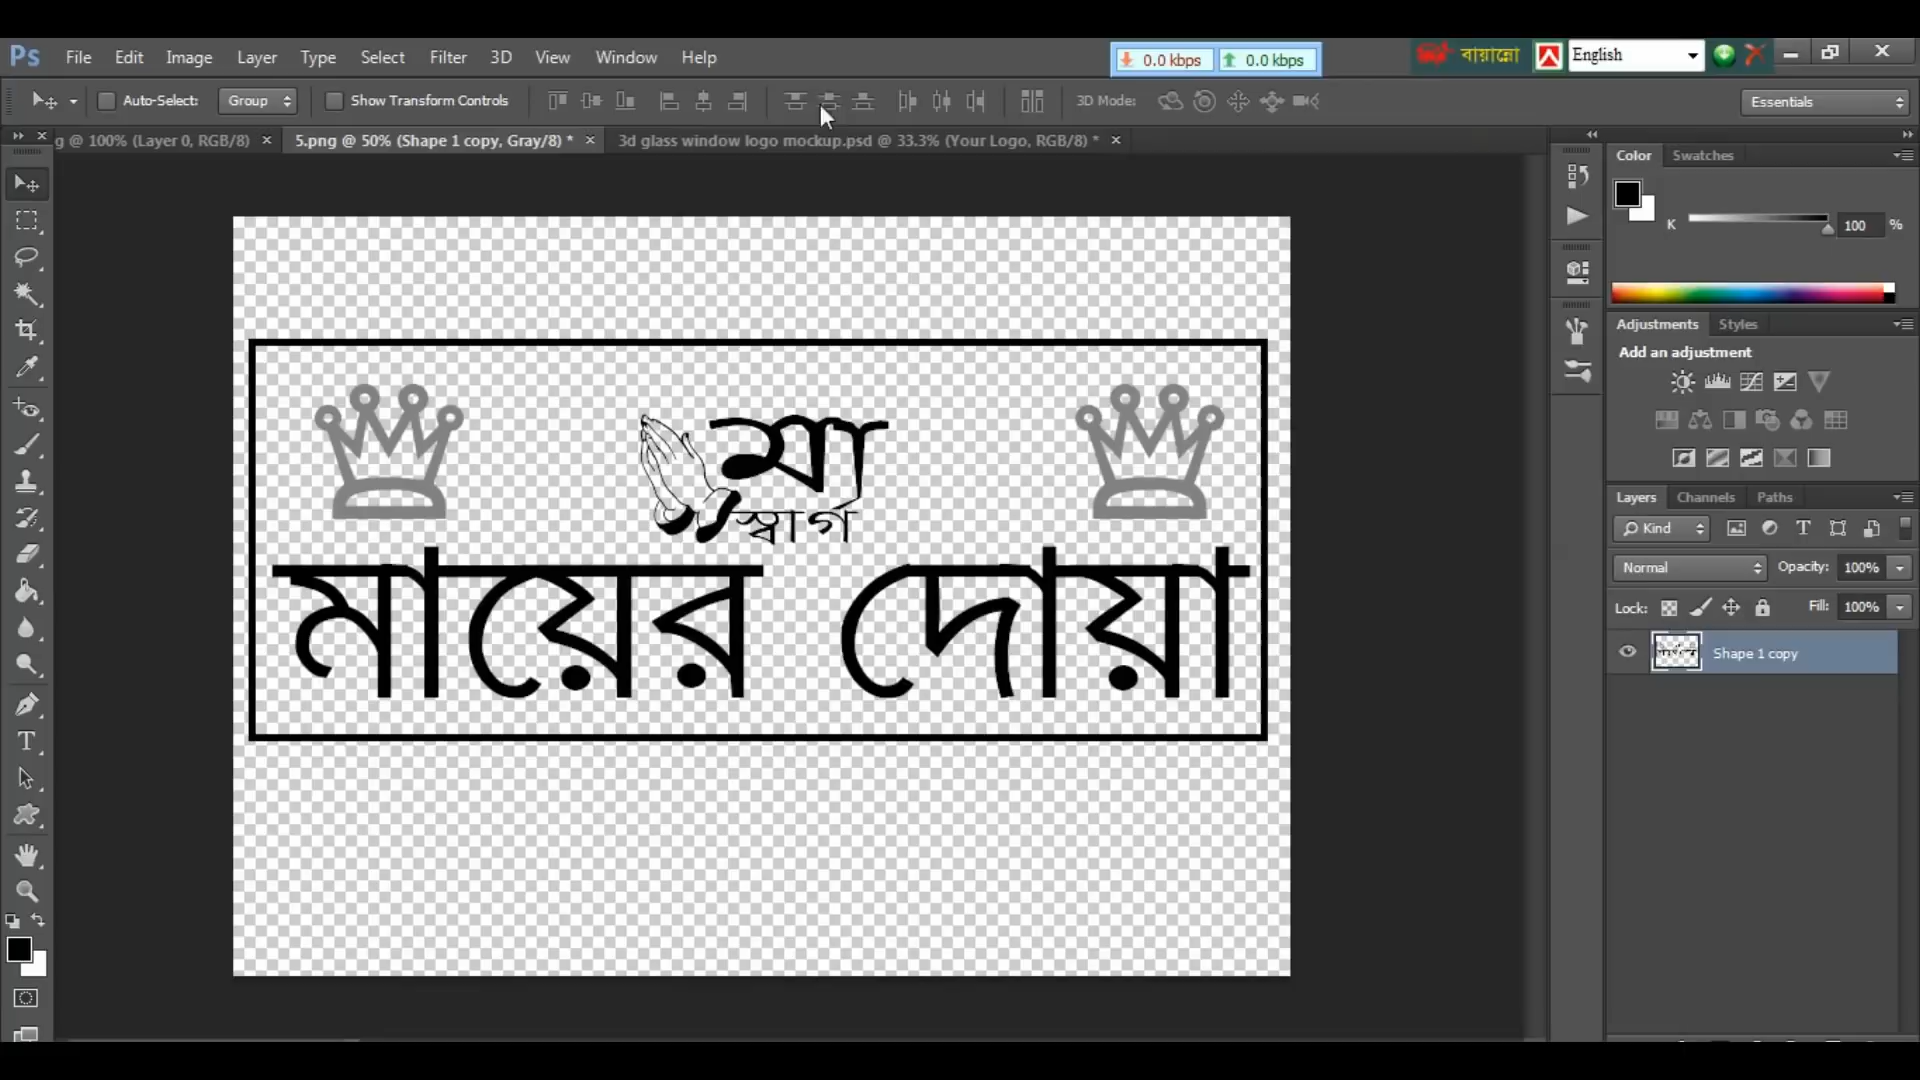 Ps File Edit Image Layer Type Select Filter 3D View Window Help
0.0 kbps 0.0 kbps
বায়ান্নো English
Auto-Select: Group Show Transform Controls 3D Mode: Essentials
g @ 100% (Layer 0, RGB/8) × 5.png @ 50% (Shape 1 copy, Gray/8) * × 3d glass window logo mockup.psd @ 33.3% (Your Logo, RGB/8) * ×
Color Swatches
K 100 %
Adjustments Styles
Add an adjustment
Layers Channels Paths
Kind
Normal Opacity: 100%
Lock: Fill: 100%
Shape 1 copy
মা
স্বার্গ
মায়ের দোয়া